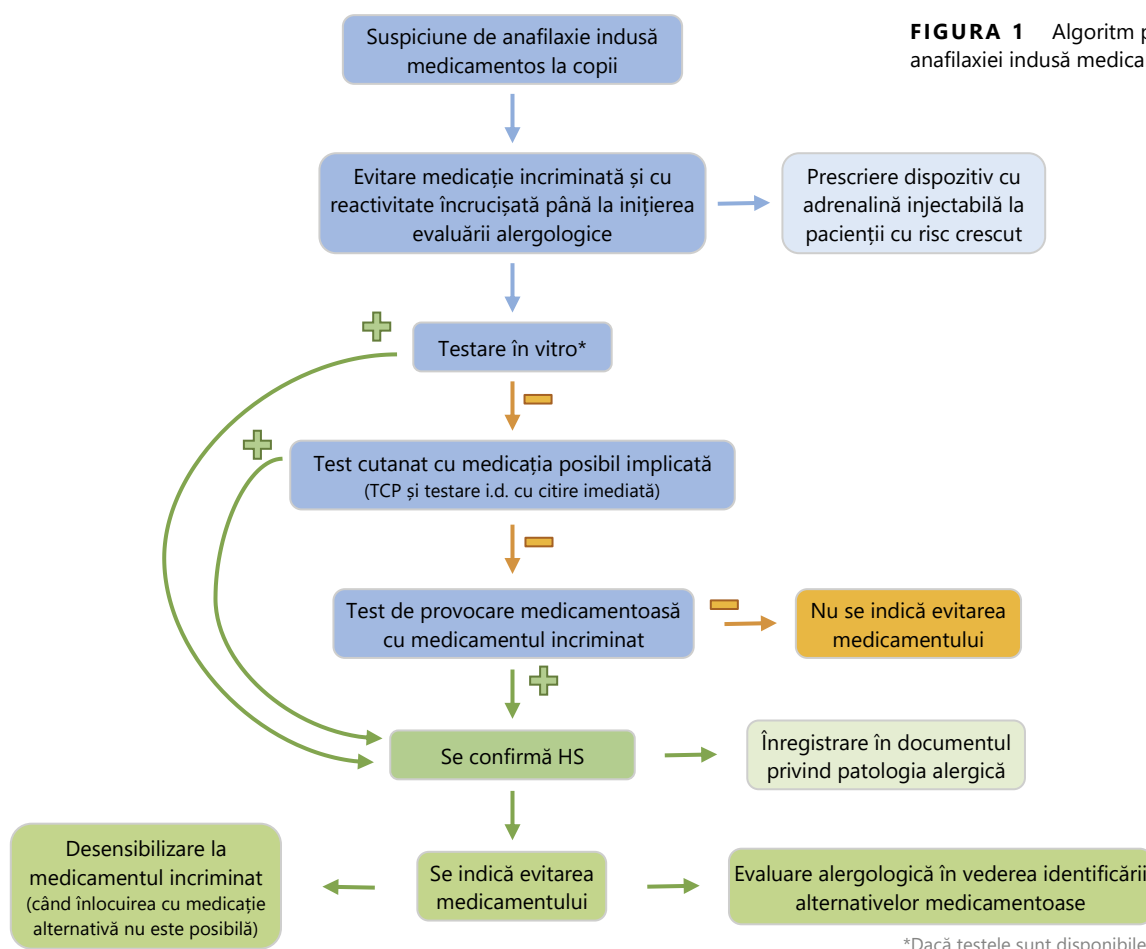 Suspiciune de anafilaxie indusă
medicamentos la copii
FIGURA 1 Algoritm p
anafilaxiei indusă medica
Evitare medicație incriminată și cu
reactivitate încrucișată până la inițierea
evaluării alergologice
Prescriere dispozitiv cu
adrenalină injectabilă la
pacienții cu risc crescut
Testare în vitro*
Test cutanat cu medicația posibil implicată
(TCP și testare i.d. cu citire imediată)
Test de provocare medicamentoasă
cu medicamentul incriminat
Nu se indică evitarea
medicamentului
Se confirmă HS
Înregistrare în documentul
privind patologia alergică
Desensibilizare la
medicamentul incriminat
(când înlocuirea cu medicație
alternativă nu este posibilă)
Se indică evitarea
medicamentului
Evaluare alergologică în vederea identificării
alternativelor medicamentoase
*Dacă testele sunt disponibile